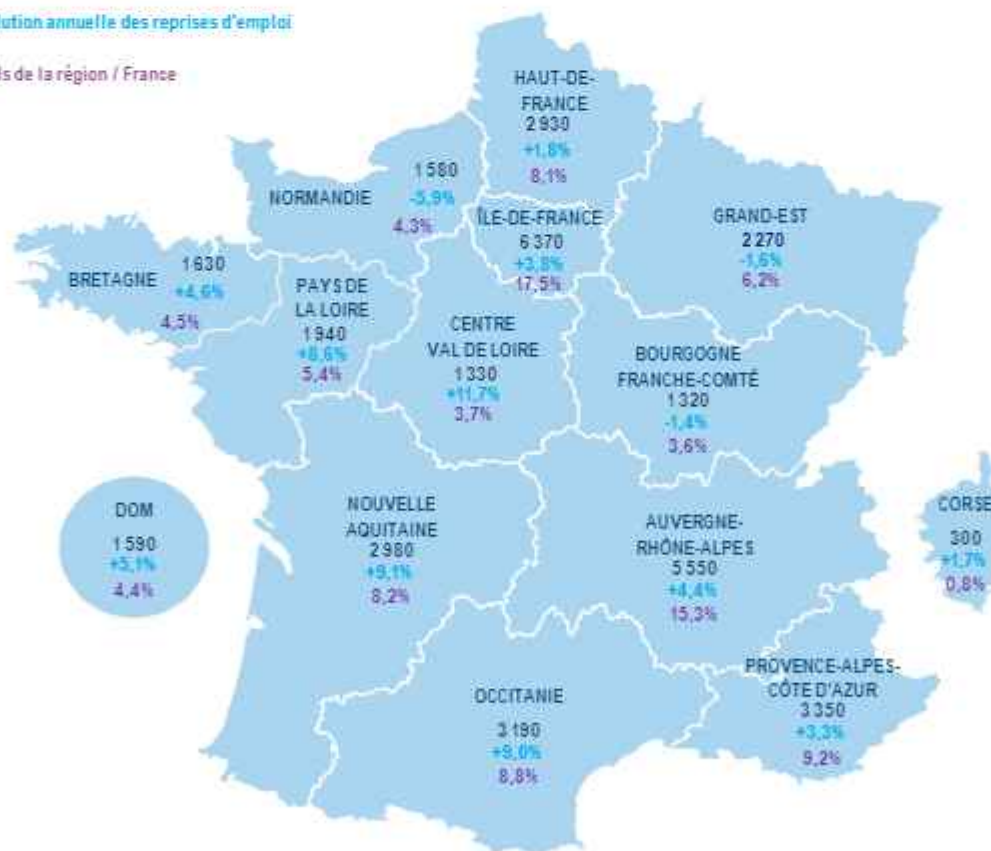 lution annuelle des reprises d'emploi
ls de la région / France
HAUT-DE-
FRANCE
2 930
+1,8%
8,1%
NORMANDIE
1 580
-5,9%
4,3%
ÎLE-DE-FRANCE
6 370
+3,8%
17,5%
GRAND-EST
2 270
-1,6%
6,2%
BRETAGNE
1 630
+4,6%
4,5%
PAYS DE
LA LOIRE
1 940
+8,6%
5,4%
CENTRE
VAL DE LOIRE
1 330
+11,7%
3,7%
BOURGOGNE
FRANCHE-COMTÉ
1 320
-1,4%
3,6%
DOM
1 590
+5,1%
4,4%
NOUVELLE
AQUITAINE
2 980
+9,1%
8,2%
AUVERGNE-
RHÔNE-ALPES
5 550
+4,4%
15,3%
CORSE
300
+1,7%
0,8%
OCCITANIE
3 190
+9,0%
8,8%
PROVENCE-ALPES-
CÔTE D'AZUR
3 350
+3,3%
9,2%